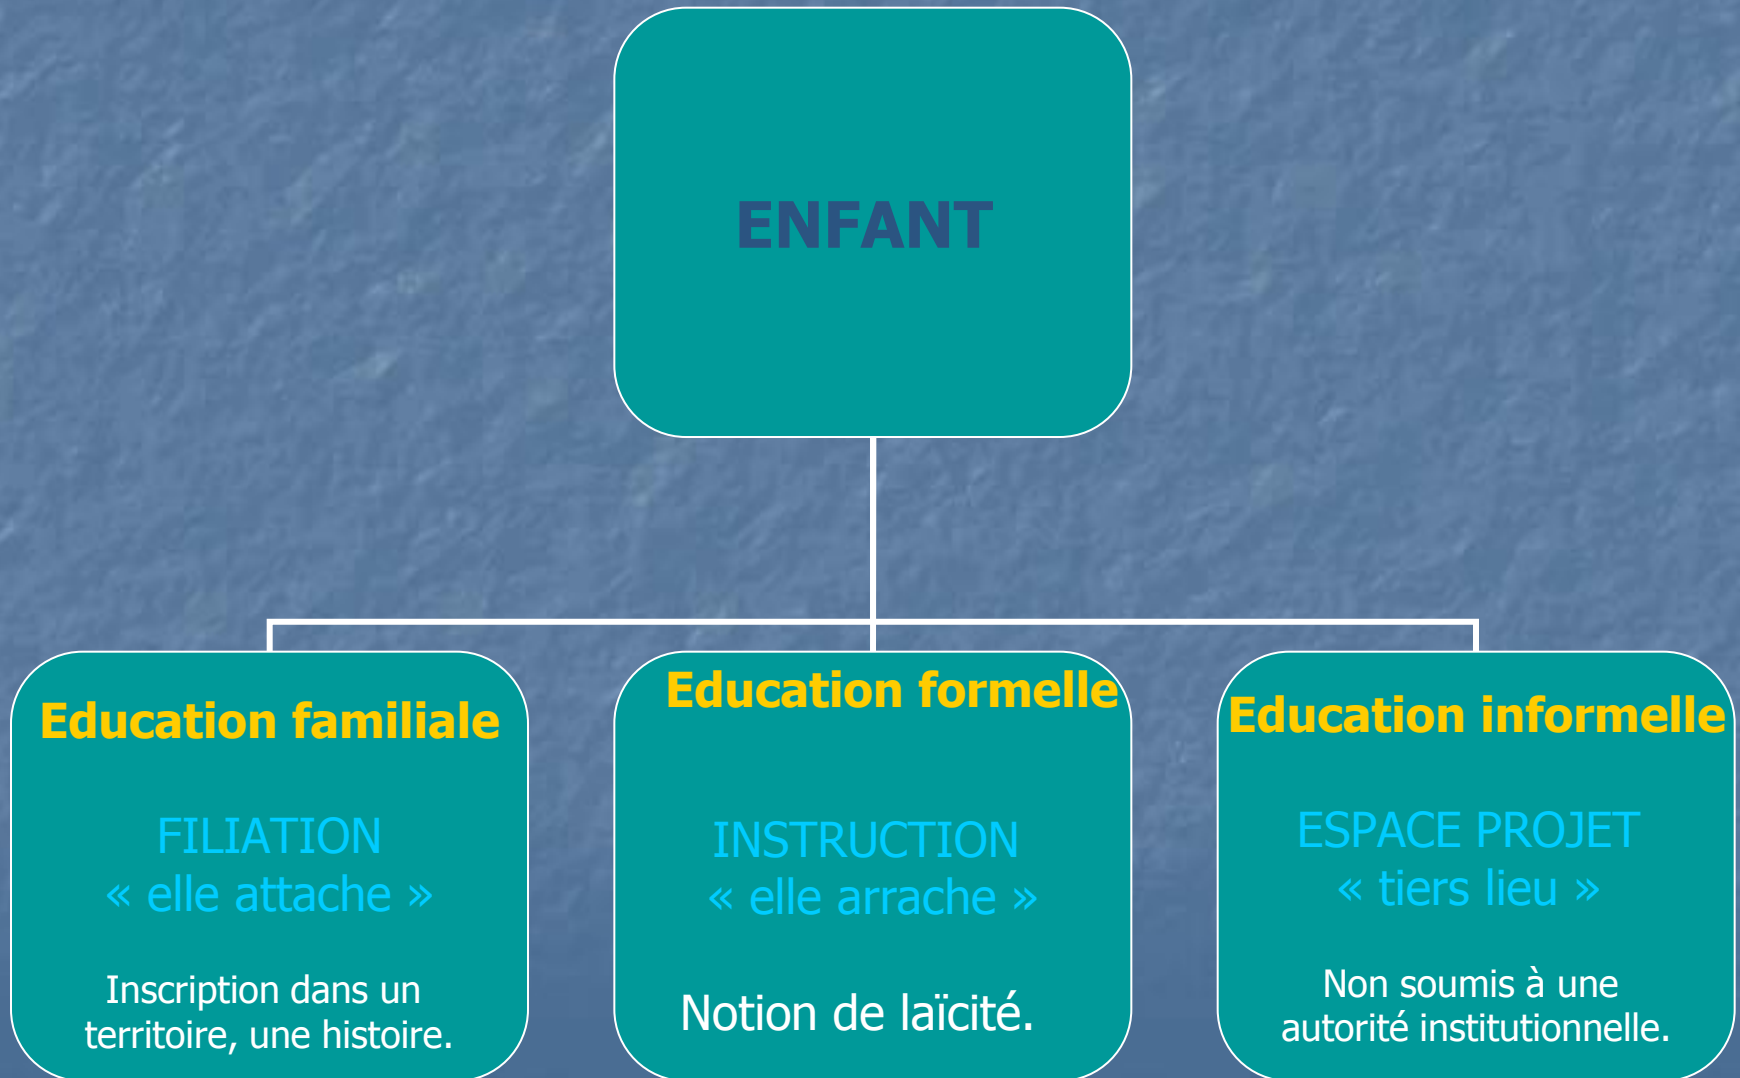 ENFANT
Education familiale
FILIATION
« elle attache »
Inscription dans un
territoire, une histoire.
Education formelle
INSTRUCTION
« elle arrache »
Notion de laïcité.
Education informelle
ESPACE PROJET
« tiers lieu »
Non soumis à une
autorité institutionnelle.